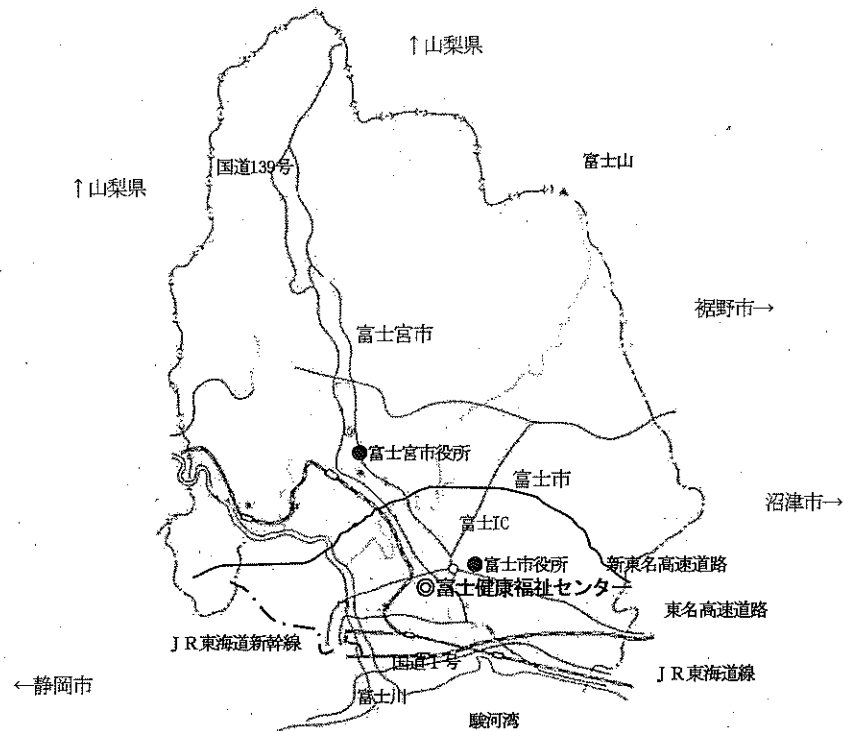 ↑山梨県
富士山
国道139号
↑山梨県
裾野市→
富士宮市
富士宮市役所
富士市
沼津市→
富士IC
富士市役所
新東名高速道路
◎富士健康福祉センター
東名高速道路
ＪＲ東海道新幹線
国道1号
ＪＲ東海道線
←静岡市
富士川
駿河湾